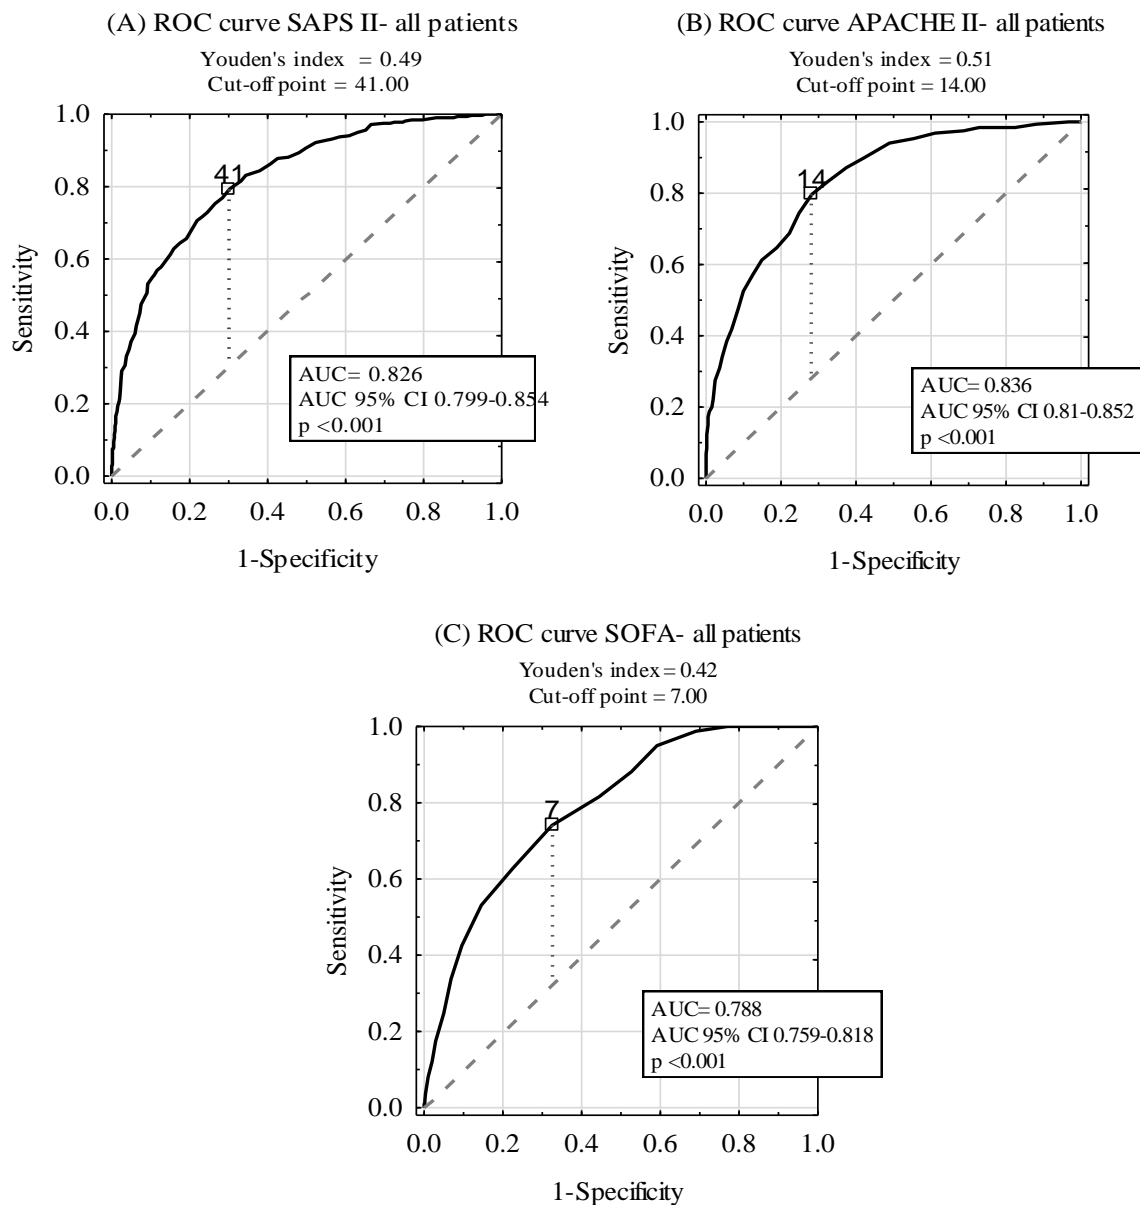 (A) ROC curve SAPS II- all patients
Youden's index = 0.49
Cut-off point = 41.00
1.0
0.8
0.6
0.4
0.2
0.0
Sensitivity
41
AUC= 0.826
AUC 95% CI 0.799-0.854
p <0.001
0.0 0.2 0.4 0.6 0.8 1.0
1-Specificity
(B) ROC curve APACHE II- all patients
Youden's index = 0.51
Cut-off point = 14.00
1.0
0.8
0.6
0.4
0.2
0.0
Sensitivity
14
AUC= 0.836
AUC 95% CI 0.81-0.852
p <0.001
0.0 0.2 0.4 0.6 0.8 1.0
1-Specificity
(C) ROC curve SOFA- all patients
Youden's index = 0.42
Cut-off point = 7.00
1.0
0.8
0.6
0.4
0.2
0.0
Sensitivity
7
AUC= 0.788
AUC 95% CI 0.759-0.818
p <0.001
0.0 0.2 0.4 0.6 0.8 1.0
1-Specificity